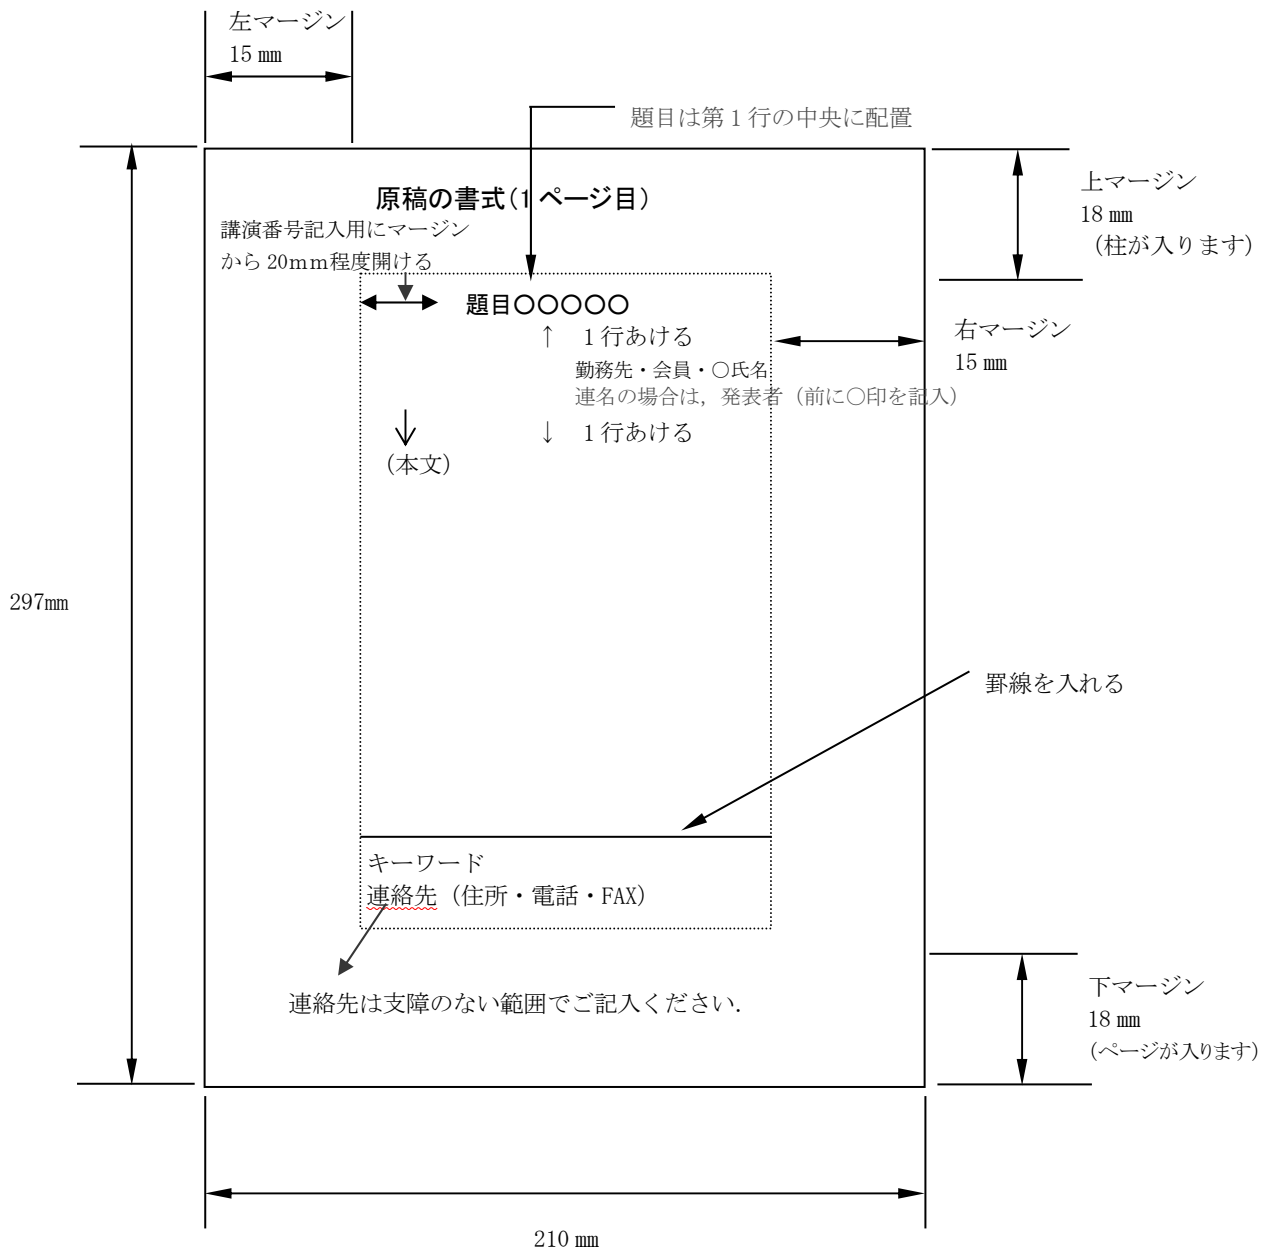 左マージン
15 mm
題目は第１行の中央に配置
原稿の書式(1 ページ目)
講演番号記入用にマージン
から 20ｍｍ程度開ける
上マージン
18 mm
（柱が入ります）
題目○○○○○
↑　１行あける
右マージン
15 mm
勤務先・会員・○氏名
連名の場合は，発表者（前に○印を記入）
↓　１行あける
（本文）
297mm
罫線を入れる
キーワード
連絡先（住所・電話・FAX）
連絡先は支障のない範囲でご記入ください．
下マージン
18 mm
（ページが入ります）
210 mm